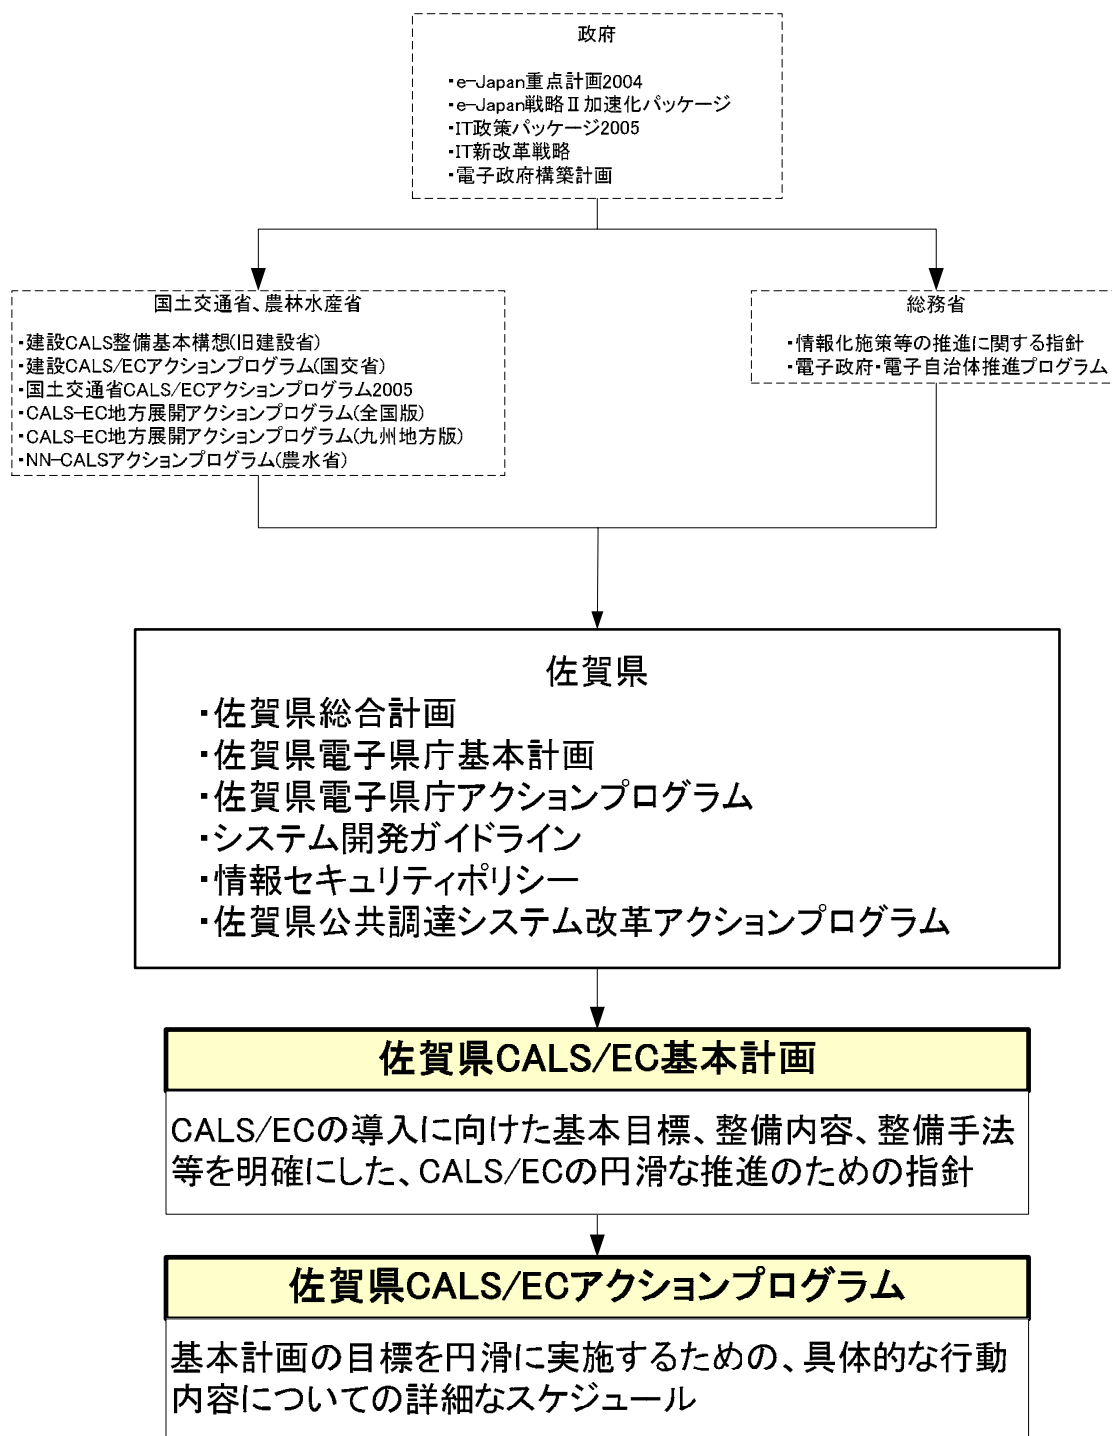 政府
・e-Japan重点計画2004
・e-Japan戦略Ⅱ加速化パッケージ
・IT政策パッケージ2005
・IT新改革戦略
・電子政府構築計画
国土交通省、農林水産省
・建設CALS整備基本構想(旧建設省)
・建設CALS/ECアクションプログラム(国交省)
・国土交通省CALS/ECアクションプログラム2005
・CALS-EC地方展開アクションプログラム(全国版)
・CALS-EC地方展開アクションプログラム(九州地方版)
・NN-CALSアクションプログラム(農水省)
総務省
・情報化施策等の推進に関する指針
・電子政府・電子自治体推進プログラム
佐賀県
・佐賀県総合計画
・佐賀県電子県庁基本計画
・佐賀県電子県庁アクションプログラム
・システム開発ガイドライン
・情報セキュリティポリシー
・佐賀県公共調達システム改革アクションプログラム
佐賀県CALS/EC基本計画
CALS/ECの導入に向けた基本目標、整備内容、整備手法
等を明確にした、CALS/ECの円滑な推進のための指針
佐賀県CALS/ECアクションプログラム
基本計画の目標を円滑に実施するための、具体的な行動
内容についての詳細なスケジュール